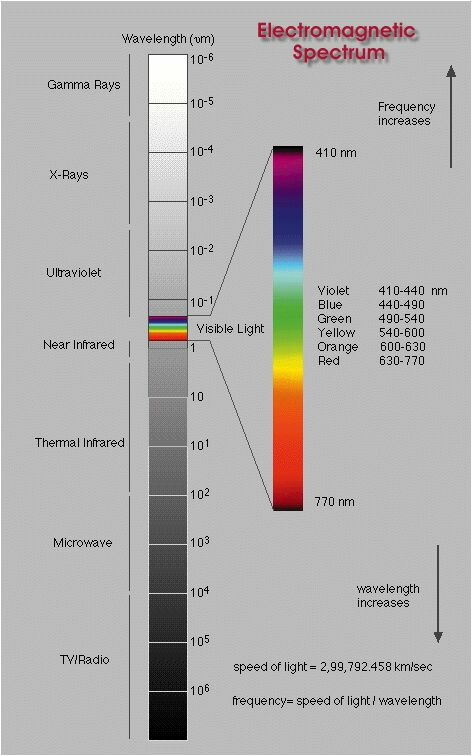 Electromagnetic
Spectrum
Wavelength (υm)
Gamma Rays
X-Rays
Ultraviolet
Near Infrared
Thermal Infrared
Microwave
TV/Radio
10-6
10-5
10-4
10-3
10-2
10-1
1
10
101
102
103
104
105
106
Visible Light
Frequency
increases
410 nm
Violet 410-440 nm
Blue 440-490
Green 490-540
Yellow 540-600
Orange 600-630
Red 630-770
770 nm
wavelength
increases
speed of light = 2,99,792.458 km/sec
frequency= speed of light / wavelength